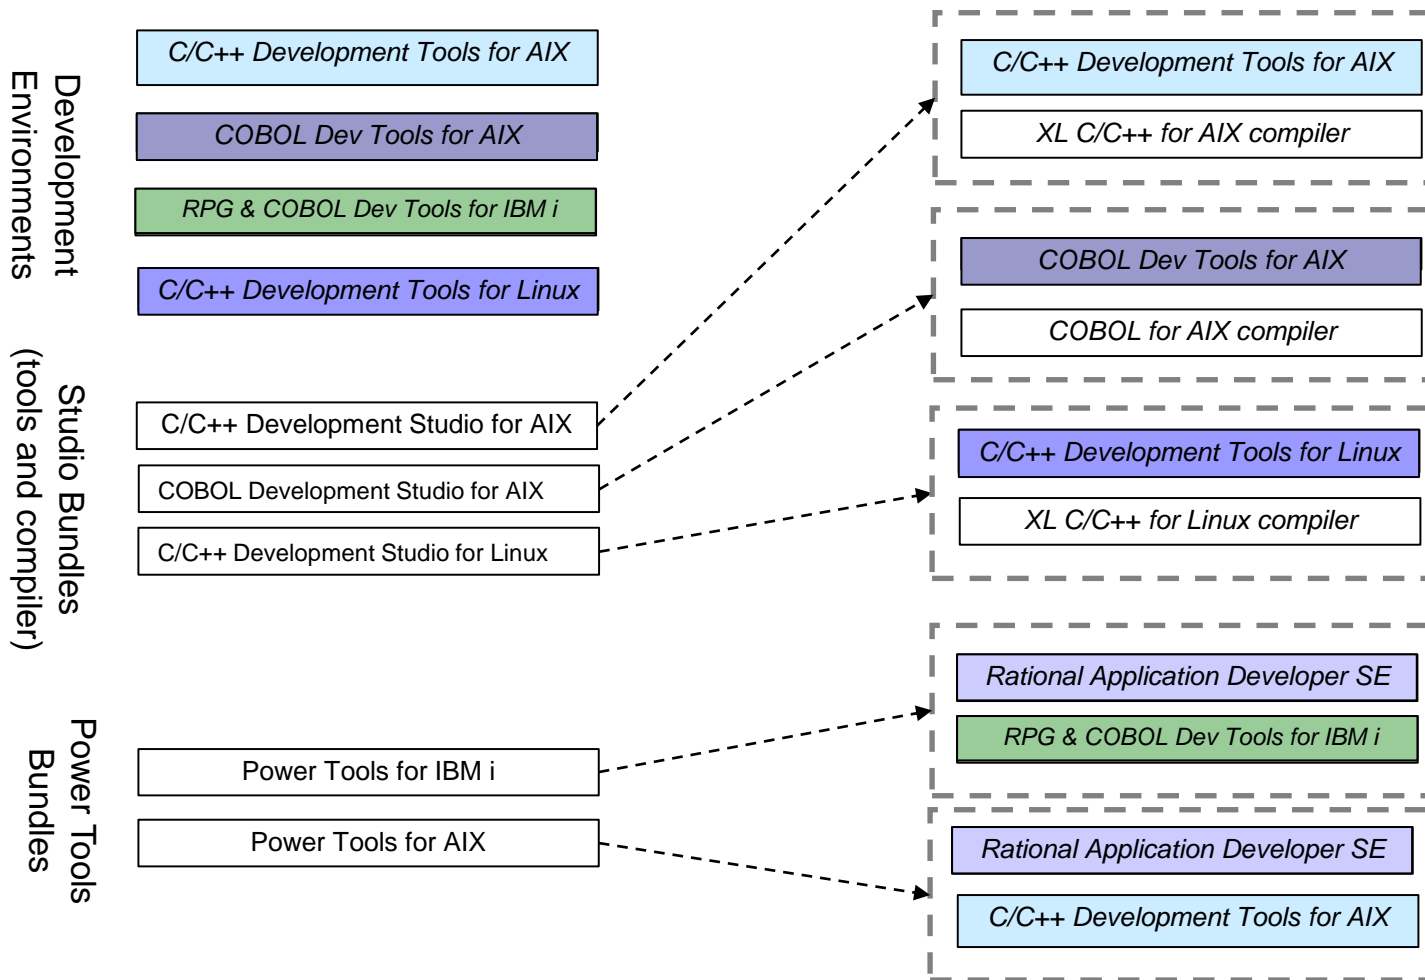 Development
Environments
C/C++ Development Tools for AIX
COBOL Dev Tools for AIX
RPG & COBOL Dev Tools for IBM i
C/C++ Development Tools for Linux
Studio Bundles
(tools and compiler)
C/C++ Development Studio for AIX
COBOL Development Studio for AIX
C/C++ Development Studio for Linux
Power Tools
Bundles
Power Tools for IBM i
Power Tools for AIX
C/C++ Development Tools for AIX
XL C/C++ for AIX compiler
COBOL Dev Tools for AIX
COBOL for AIX compiler
C/C++ Development Tools for Linux
XL C/C++ for Linux compiler
Rational Application Developer SE
RPG & COBOL Dev Tools for IBM i
Rational Application Developer SE
C/C++ Development Tools for AIX